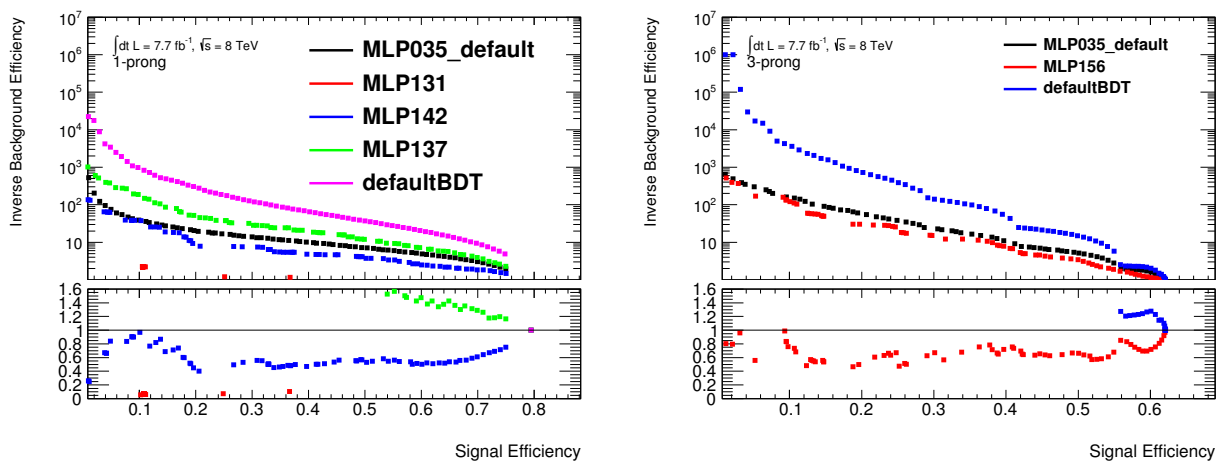 Inverse Background Efficiency
10^7
10^6
10^5
10^4
10^3
10^2
10
∫dt L = 7.7 fb^-1, √s = 8 TeV
1-prong
MLP035_default
MLP131
MLP142
MLP137
defaultBDT
1.6
1.4
1.2
1
0.8
0.6
0.4
0.2
0
0.1 0.2 0.3 0.4 0.5 0.6 0.7 0.8
Signal Efficiency
Inverse Background Efficiency
10^7
10^6
10^5
10^4
10^3
10^2
10
∫dt L = 7.7 fb^-1, √s = 8 TeV
3-prong
MLP035_default
MLP156
defaultBDT
1.6
1.4
1.2
1
0.8
0.6
0.4
0.2
0
0.1 0.2 0.3 0.4 0.5 0.6
Signal Efficiency